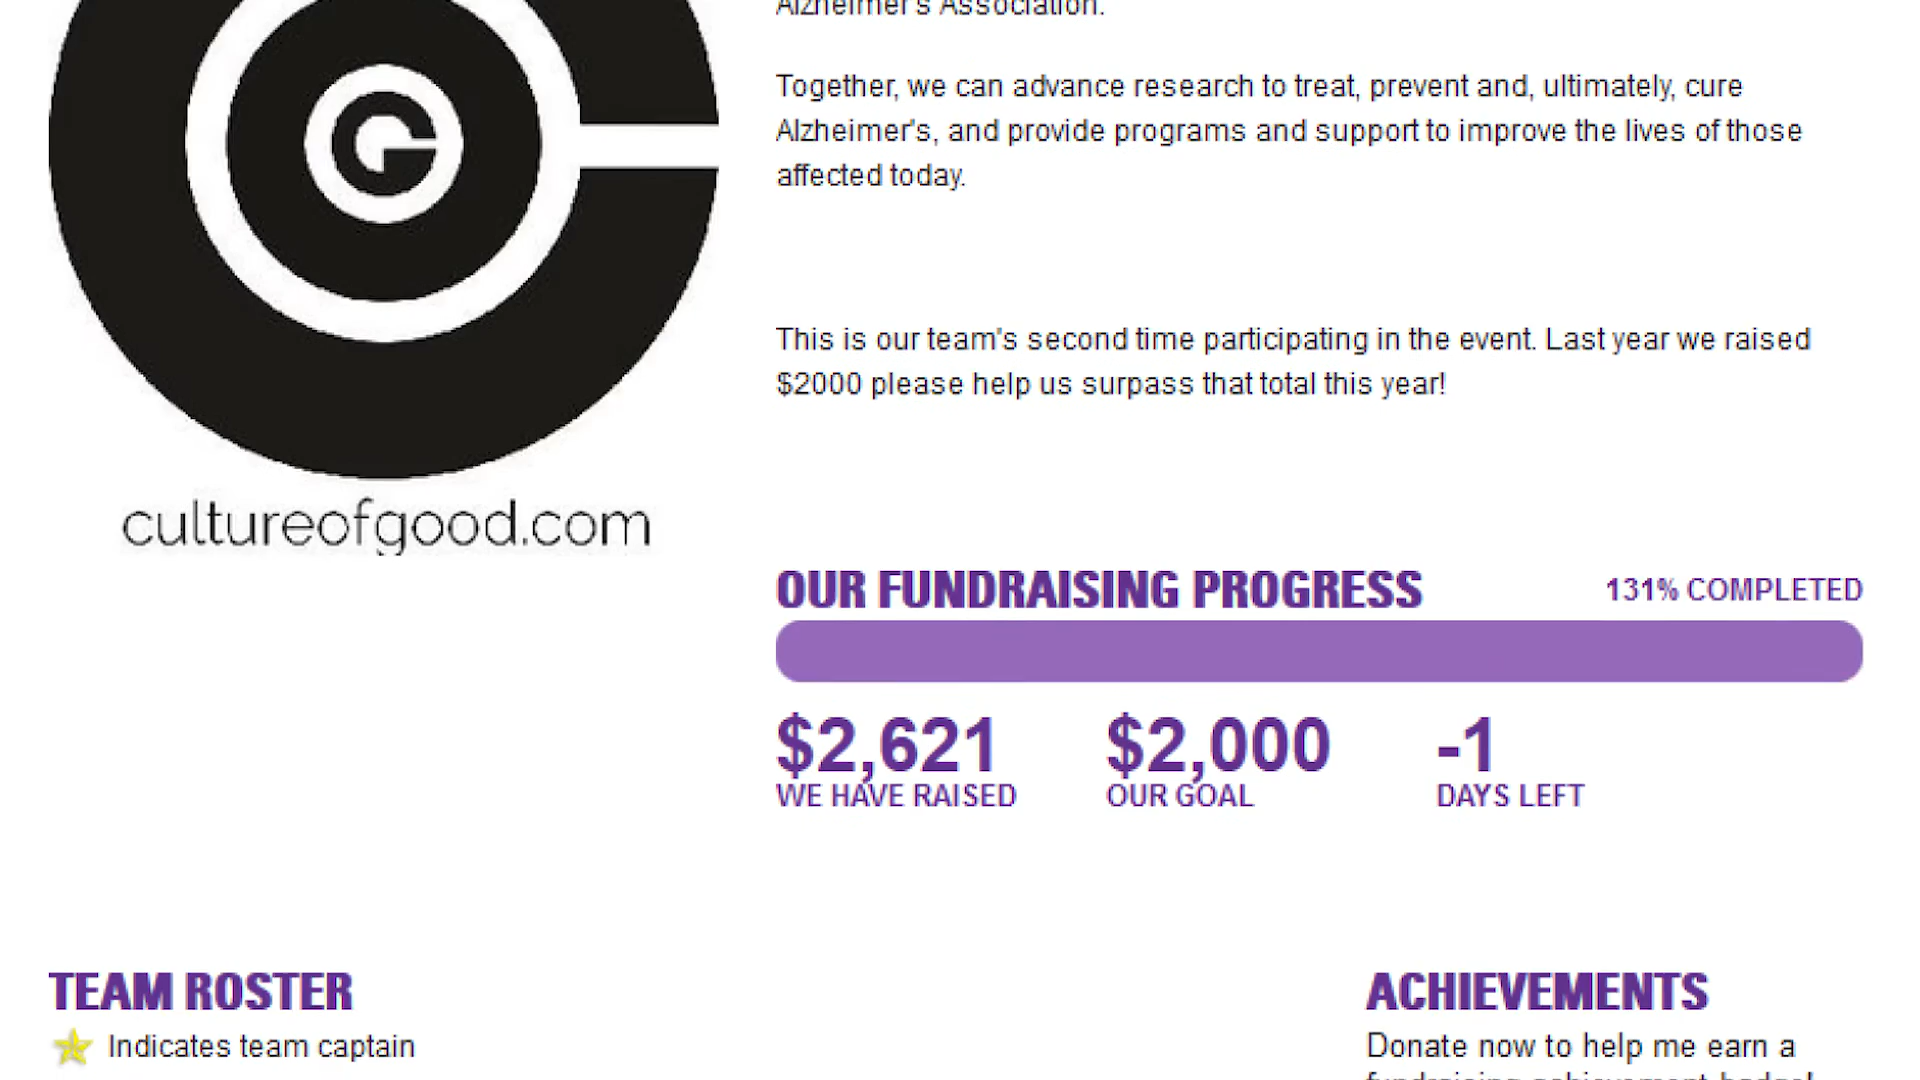 Alzheimer's Association.
Together, we can advance research to treat, prevent and, ultimately, cure
Alzheimer's, and provide programs and support to improve the lives of those
affected today.
This is our team's second time participating in the event. Last year we raised
$2000 please help us surpass that total this year!
cultureofgood.com
OUR FUNDRAISING PROGRESS
131% COMPLETED
$2,621
WE HAVE RAISED
$2,000
OUR GOAL
-1
DAYS LEFT
TEAM ROSTER
Indicates team captain
ACHIEVEMENTS
Donate now to help me earn a
fundraising achievement badge!